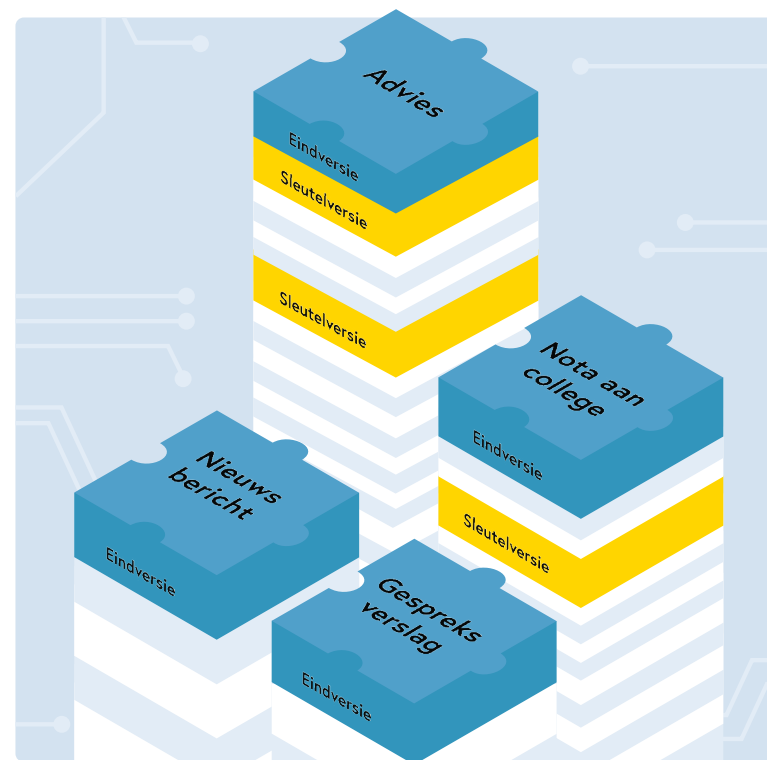 Advies
Eindversie
Sleutelversie
Sleutelversie
Nota aan
college
Eindversie
Sleutelversie
Nieuws
bericht
Eindversie
Gespreks
verslag
Eindversie